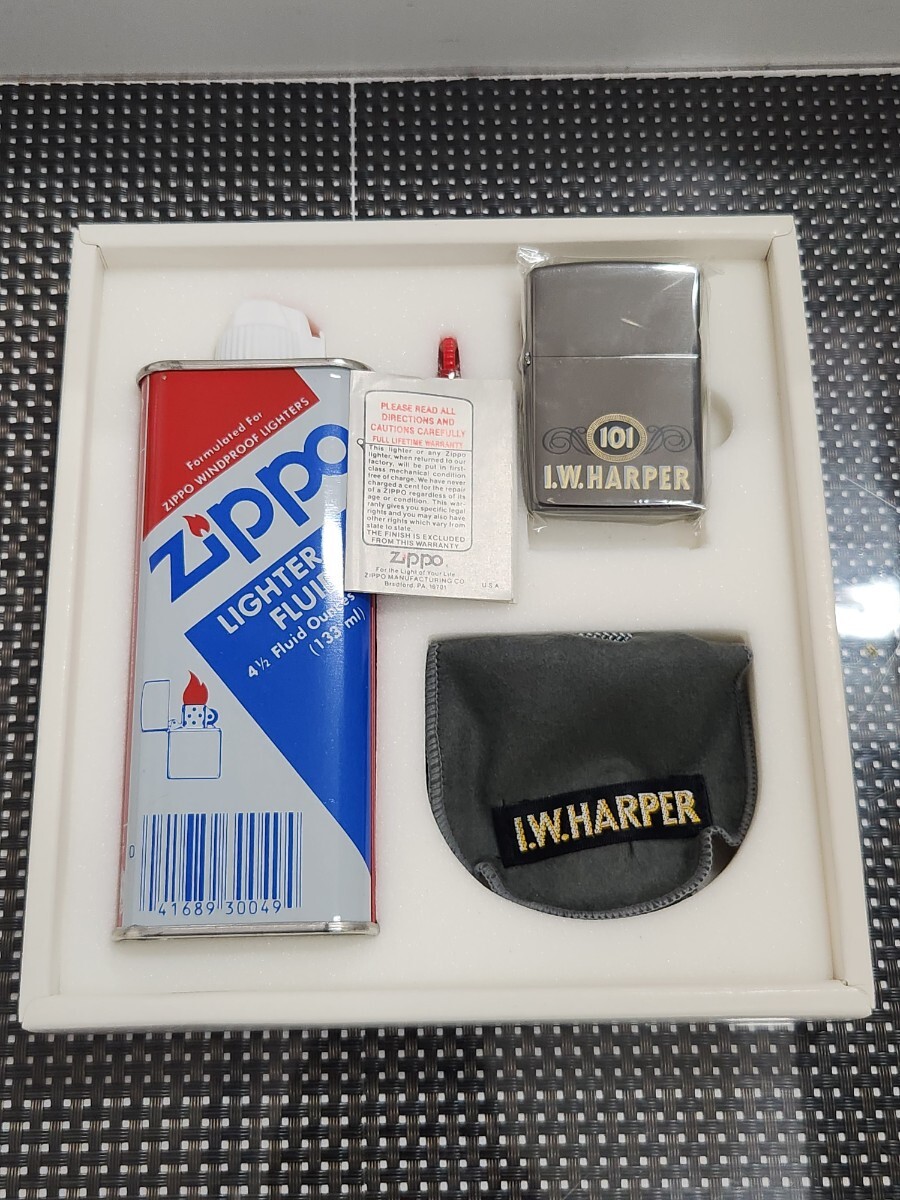 Formulated For
ZIPPO WINDPROOF LIGHTERS
Zippo
LIGHTER
FLUID
4½ Fluid Ounces
(133 ml)
0
41689 30049
PLEASE READ ALL
DIRECTIONS AND
CAUTIONS CAREFULLY
FULL LIFETIME WARRANTY
This lighter or any Zippo
lighter, when returned to our
factory, will be put in first-
class mechanical condition
free of charge. We have never
charged a cent for the repair
of a ZIPPO regardless of its
age or condition. This war-
ranty gives you specific legal
rights and you may also have
other rights which vary from
state to state.
THE FINISH IS EXCLUDED
FROM THIS WARRANTY
Zippo
For the Light of Your Life
ZIPPO MANUFACTURING CO.
Bradford, PA. 16701
U.S.A.
101
I.W.HARPER
I.W.HARPER